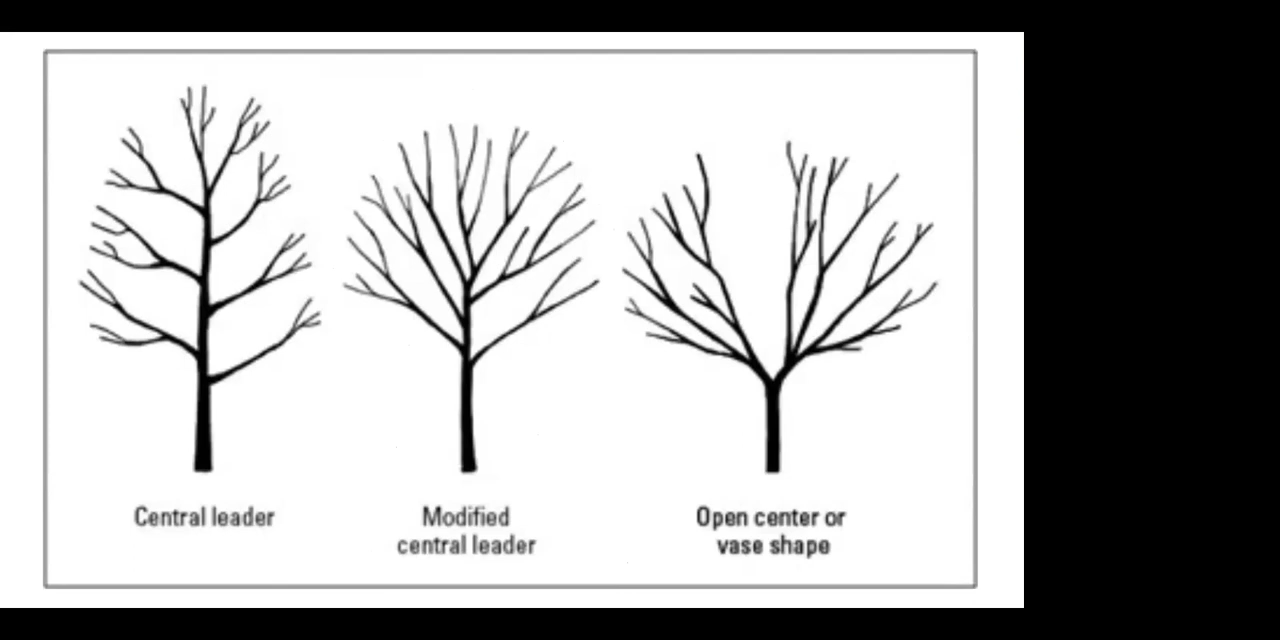 Central leader
Modified
central leader
Open center or
vase shape